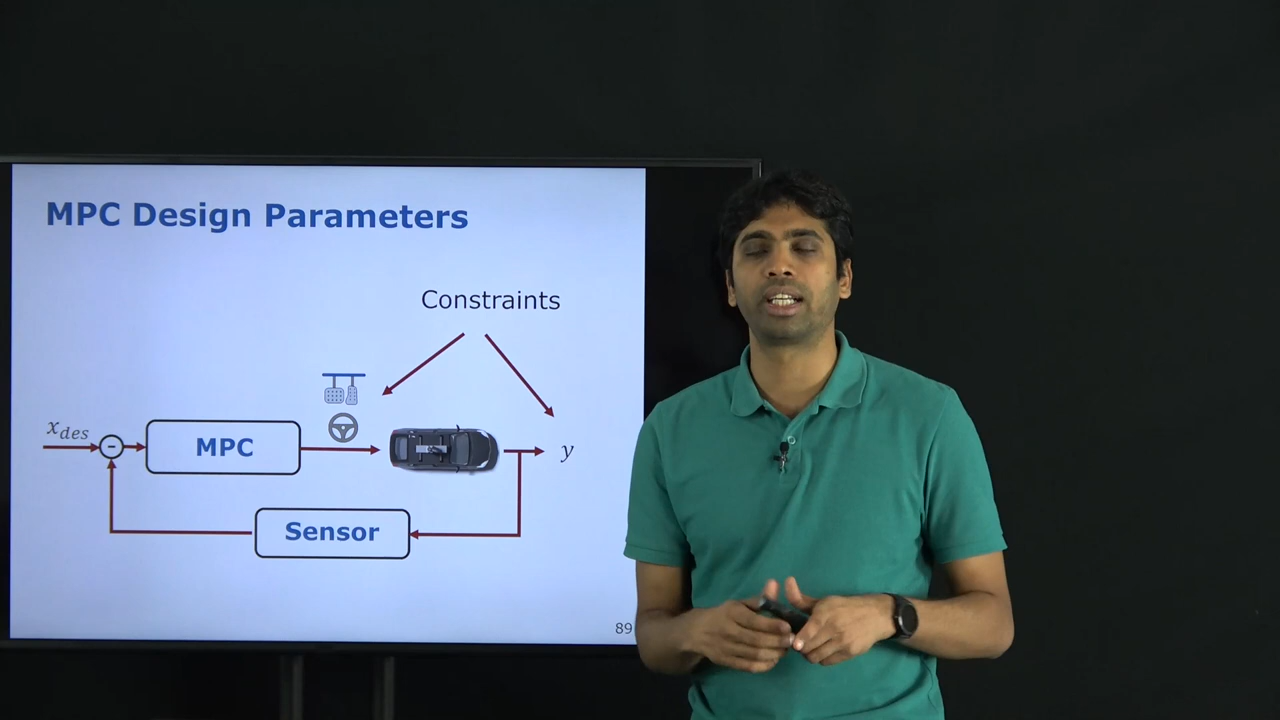 MPC Design Parameters
Constraints
x_des
-
MPC
y
Sensor
89